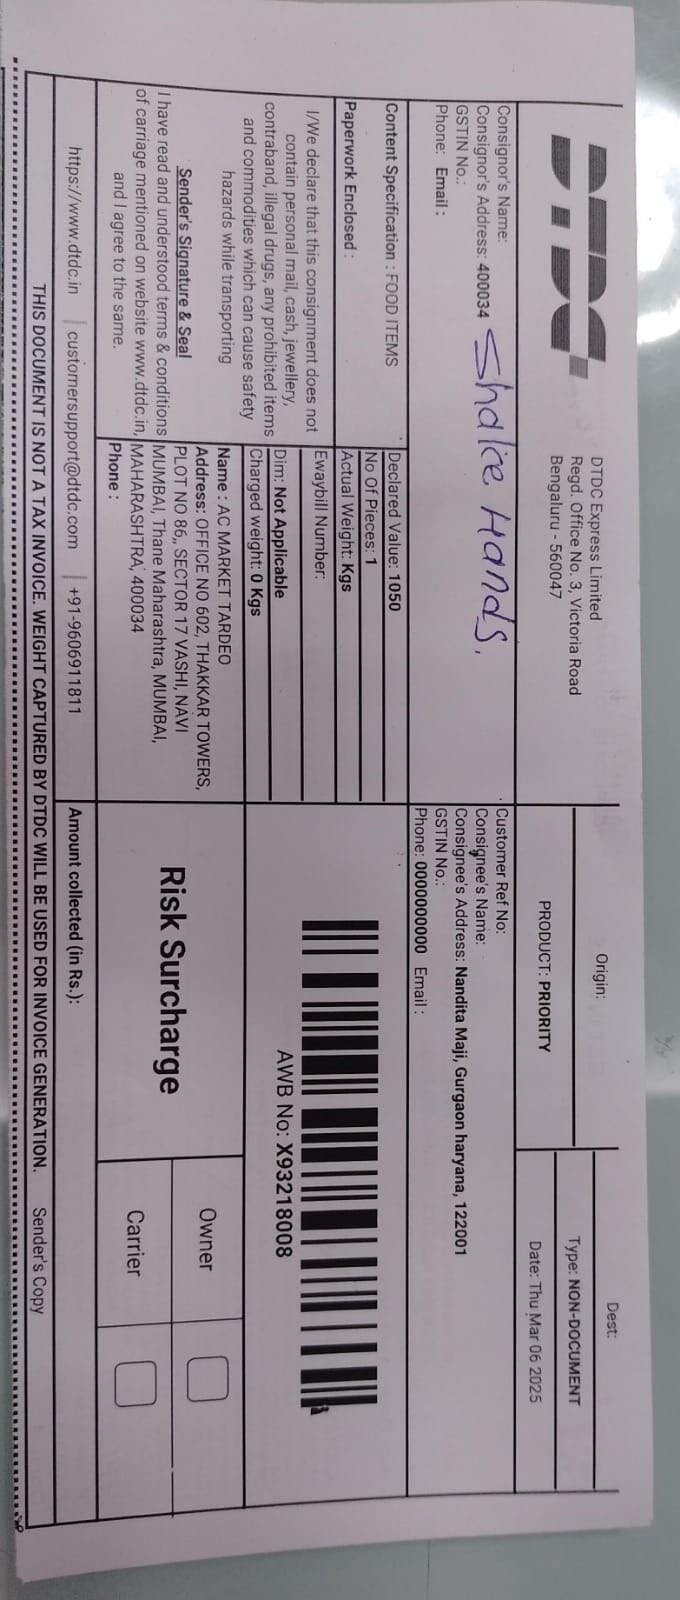 DTDC
DTDC Express Limited
Regd. Office No. 3, Victoria Road
Bengaluru - 560047
Origin:
Dest:
PRODUCT: PRIORITY
Type: NON-DOCUMENT
Date: Thu Mar 06 2025
Consignor's Name:
Consignor's Address: 400034
GSTIN No.:
Phone: Email :
Hands.
Customer Ref No:
Consignee's Name:
Consignee's Address: Nandita Maji, Gurgaon haryana, 122001
GSTIN No.:
Phone: 0000000000 Email :
Content Specification : FOOD ITEMS
Paperwork Enclosed :
Declared Value: 1050
No Of Pieces: 1
Actual Weight: Kgs
Ewaybill Number:
Dim: Not Applicable
Charged weight: 0 Kgs
I/We declare that this consignment does not
contain personal mail, cash, jewellery,
contraband, illegal drugs, any prohibited items
and commodities which can cause safety
hazards while transporting
Sender's Signature & Seal
I have read and understood terms & conditions
of carriage mentioned on website www.dtdc.in,
and I agree to the same.
Name : AC MARKET TARDEO
Address: OFFICE NO 602, THAKKAR TOWERS,
PLOT NO 86,, SECTOR 17 VASHI, NAVI
MUMBAI, Thane Maharashtra, MUMBAI,
MAHARASHTRA, 400034
Phone :
AWB No: X93218008
Risk Surcharge
Owner
Carrier
https://www.dtdc.in | customersupport@dtdc.com | +91-9606911811
Amount collected (in Rs.):
THIS DOCUMENT IS NOT A TAX INVOICE. WEIGHT CAPTURED BY DTDC WILL BE USED FOR INVOICE GENERATION.
Sender's Copy